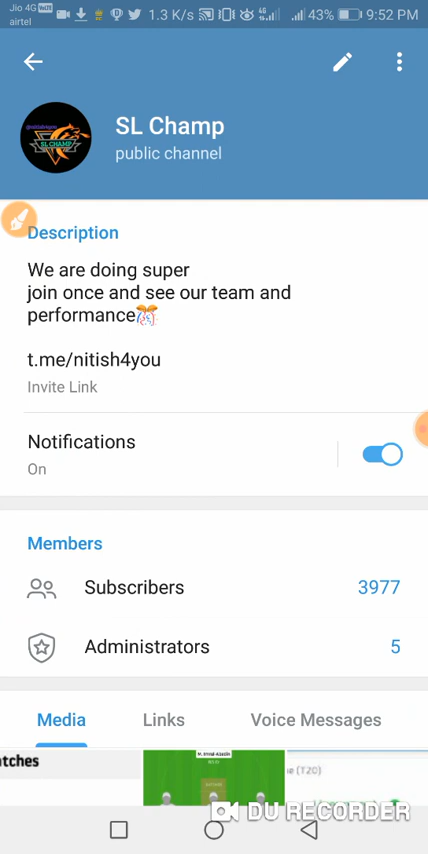 Jio 4G VoLTE 1.3 K/s 4G 43% 9:52 PM
airtel
SL Champ
public channel
SL CHAMP
Description
We are doing super
join once and see our team and
performance🎊
t.me/nitish4you
Invite Link
Notifications
On
Members
Subscribers 3977
Administrators 5
Media Links Voice Messages
tches
(T20)
DU RECORDER